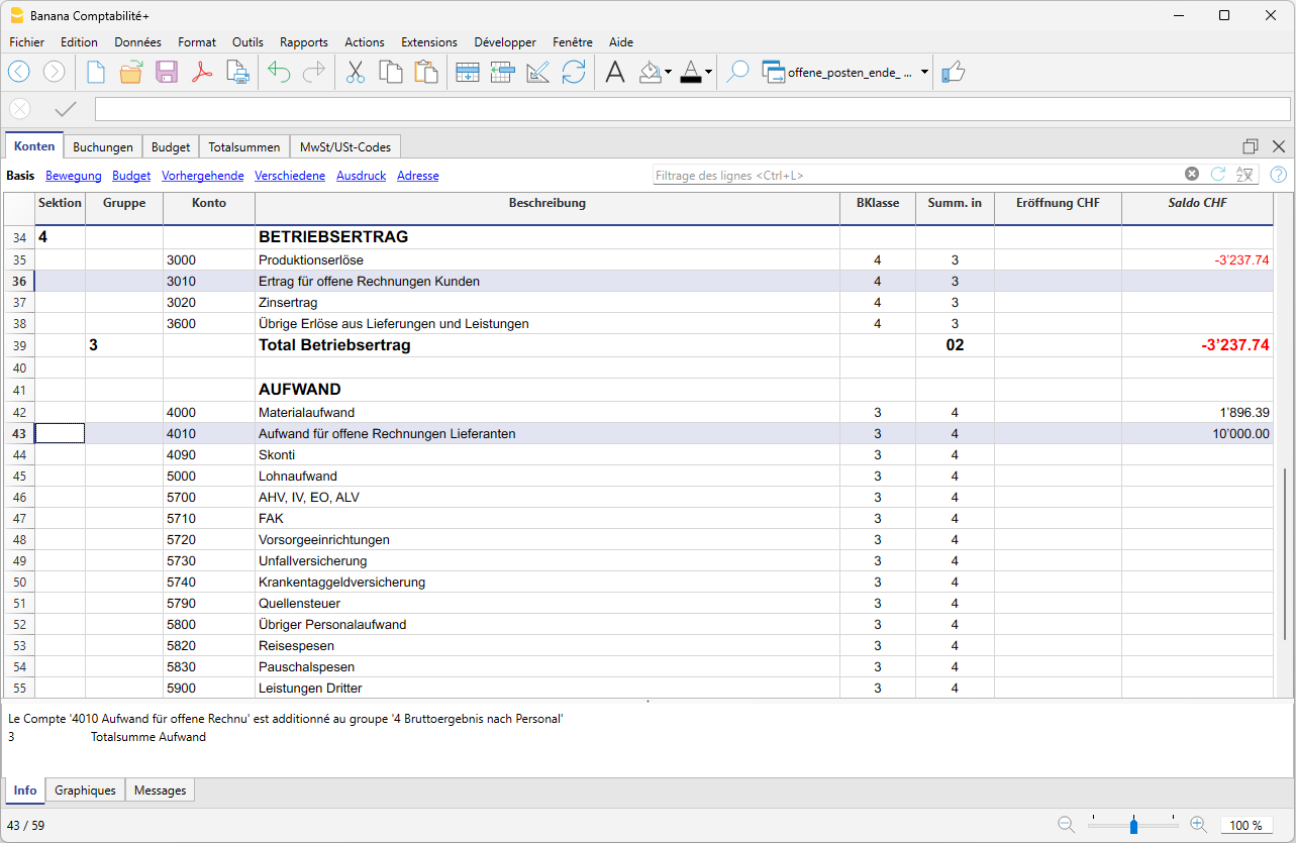 Banana Comptabilité+
Fichier Edition Données Format Outils Rapports Actions Extensions Développer Fenêtre Aide
offene_posten_ende_ ...
Konten Buchungen Budget Totalsummen MwSt/USt-Codes
Basis Bewegung Budget Vorhergehende Verschiedene Ausdruck Adresse Filtrage des lignes <Ctrl+L>
Sektion Gruppe Konto Beschreibung BKlasse Summ. in Eröffnung CHF Saldo CHF
34 4 BETRIEBSERTRAG
35 3000 Produktionserlöse 4 3 -3'237.74
36 3010 Ertrag für offene Rechnungen Kunden 4 3
37 3020 Zinsertrag 4 3
38 3600 Übrige Erlöse aus Lieferungen und Leistungen 4 3
39 3 Total Betriebsertrag 02 -3'237.74
40
41 AUFWAND
42 4000 Materialaufwand 3 4 1'896.39
43 4010 Aufwand für offene Rechnungen Lieferanten 3 4 10'000.00
44 4090 Skonti 3 4
45 5000 Lohnaufwand 3 4
46 5700 AHV, IV, EO, ALV 3 4
47 5710 FAK 3 4
48 5720 Vorsorgeeinrichtungen 3 4
49 5730 Unfallversicherung 3 4
50 5740 Krankentaggeldversicherung 3 4
51 5790 Quellensteuer 3 4
52 5800 Übriger Personalaufwand 3 4
53 5820 Reisespesen 3 4
54 5830 Pauschalspesen 3 4
55 5900 Leistungen Dritter 3 4
Le Compte '4010 Aufwand für offene Rechnu' est additionné au groupe '4 Bruttoergebnis nach Personal'
3 Totalsumme Aufwand
Info Graphiques Messages
43 / 59 100 %